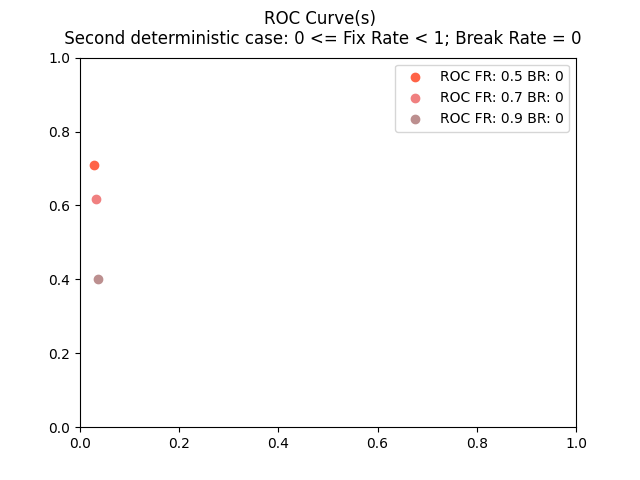 ROC Curve(s)
Second deterministic case: 0 <= Fix Rate < 1; Break Rate = 0
ROC FR: 0.5 BR: 0
ROC FR: 0.7 BR: 0
ROC FR: 0.9 BR: 0
1.0
0.8
0.6
0.4
0.2
0.0
0.0 0.2 0.4 0.6 0.8 1.0